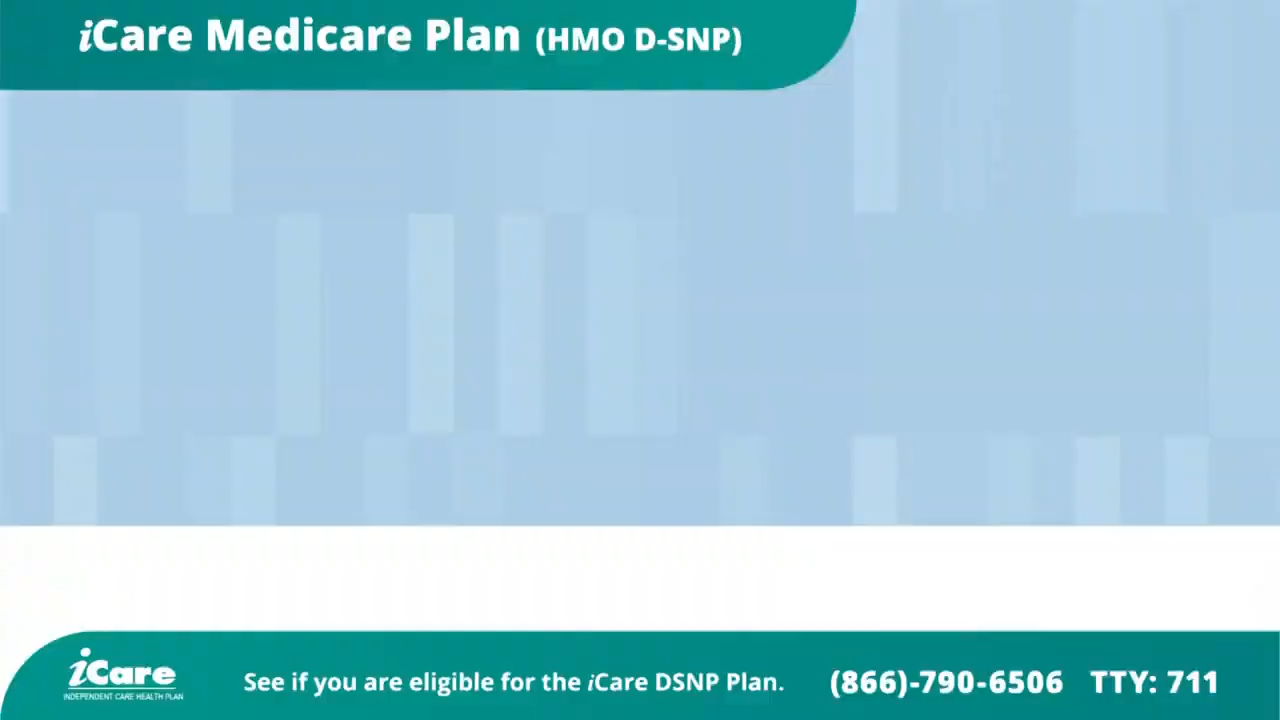 iCare Medicare Plan (HMO D-SNP)
iCare
INDEPENDENT CARE HEALTH PLAN
See if you are eligible for the iCare DSNP Plan.
(866)-790-6506 TTY: 711